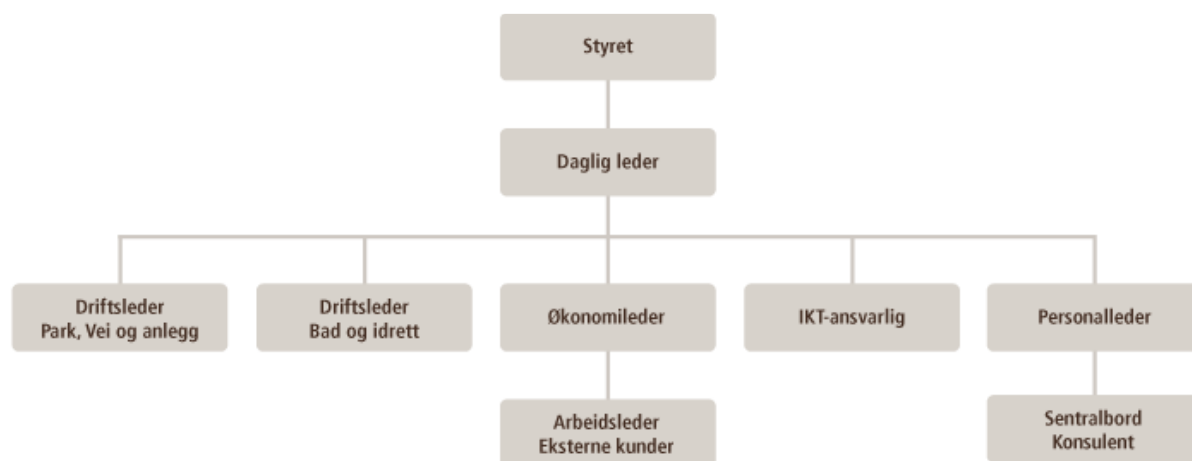 Styret
Daglig leder
Driftsleder
Park, Vei og anlegg
Driftsleder
Bad og idrett
Økonomileder
IKT-ansvarlig
Personalleder
Arbeidsleder
Eksterne kunder
Sentralbord
Konsulent